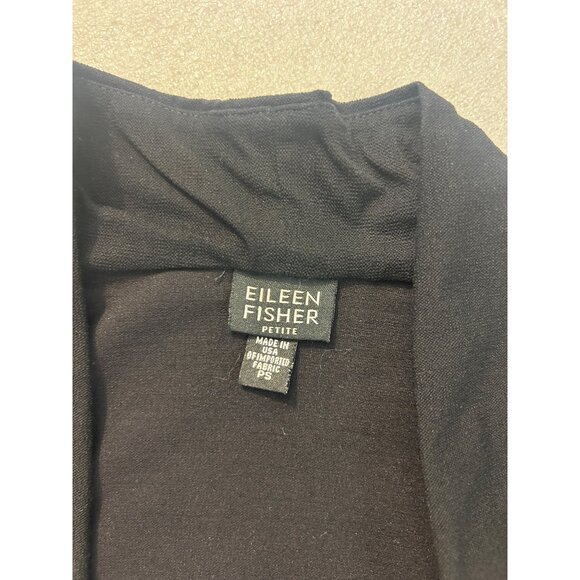 EILEEN
FISHER
PETITE
MADE IN
USA
OF IMPORTED
FABRIC
PS